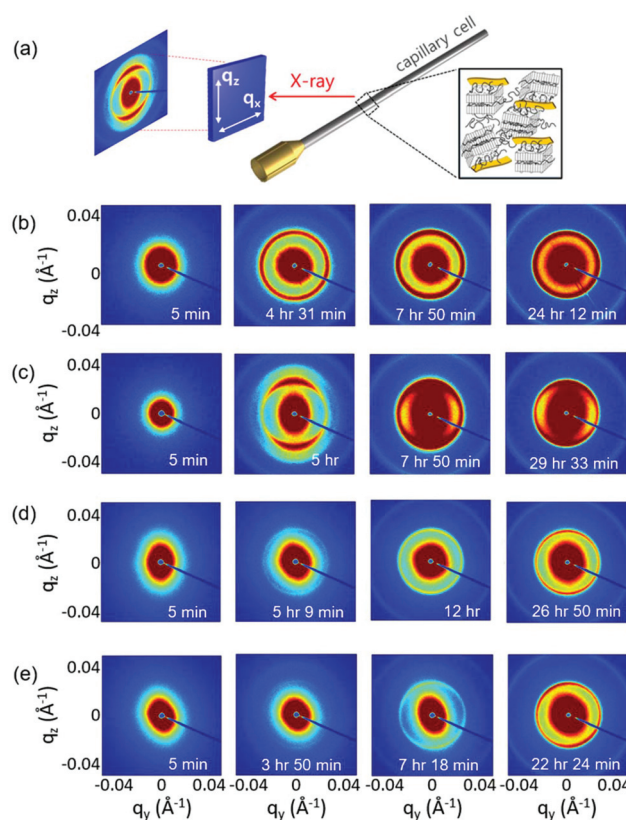 (a)
q_z
q_x
X-ray
capillary cell
(b)
0.04
0
-0.04
q_z (Å⁻¹)
5 min
4 hr 31 min
7 hr 50 min
24 hr 12 min
(c)
0.04
0
-0.04
q_z (Å⁻¹)
5 min
5 hr
7 hr 50 min
29 hr 33 min
(d)
0.04
0
-0.04
q_z (Å⁻¹)
5 min
5 hr 9 min
12 hr
26 hr 50 min
(e)
0.04
0
-0.04
q_z (Å⁻¹)
5 min
3 hr 50 min
7 hr 18 min
22 hr 24 min
-0.04 0 0.04 -0.04 0 0.04 -0.04 0 0.04 -0.04 0 0.04
q_y (Å⁻¹) q_y (Å⁻¹) q_y (Å⁻¹) q_y (Å⁻¹)